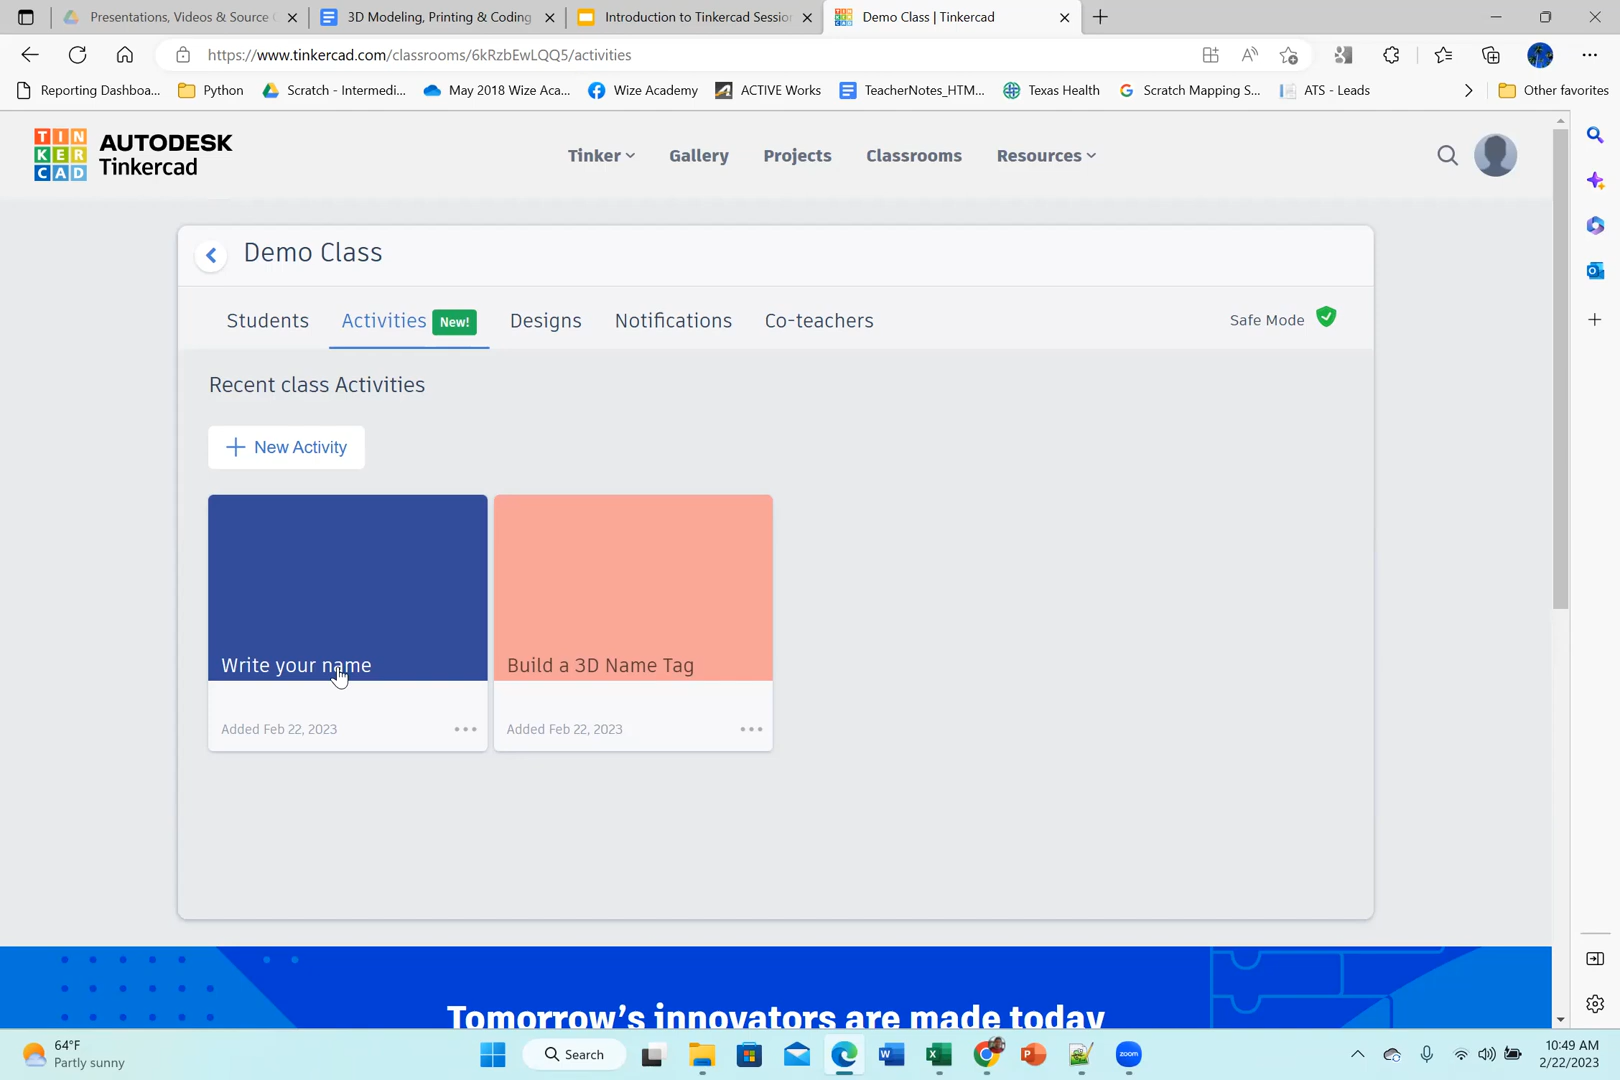 Presentations, Videos & Source
3D Modeling, Printing & Coding
Introduction to Tinkercad Sessio
Demo Class | Tinkercad
https://www.tinkercad.com/classrooms/6kRzbEwLQQ5/activities
Reporting Dashboa...
Python
Scratch - Intermedi...
May 2018 Wize Aca...
Wize Academy
ACTIVE Works
TeacherNotes_HTM...
Texas Health
Scratch Mapping S...
ATS - Leads
Other favorites
TIN
KER
CAD
AUTODESK
Tinkercad
Tinker
Gallery
Projects
Classrooms
Resources
Demo Class
Students
Activities
New!
Designs
Notifications
Co-teachers
Safe Mode
Recent class Activities
+ New Activity
Write your name
Build a 3D Name Tag
Added Feb 22, 2023
Added Feb 22, 2023
Tomorrow's innovators are made today
64°F
Partly sunny
Search
zoom
10:49 AM
2/22/2023